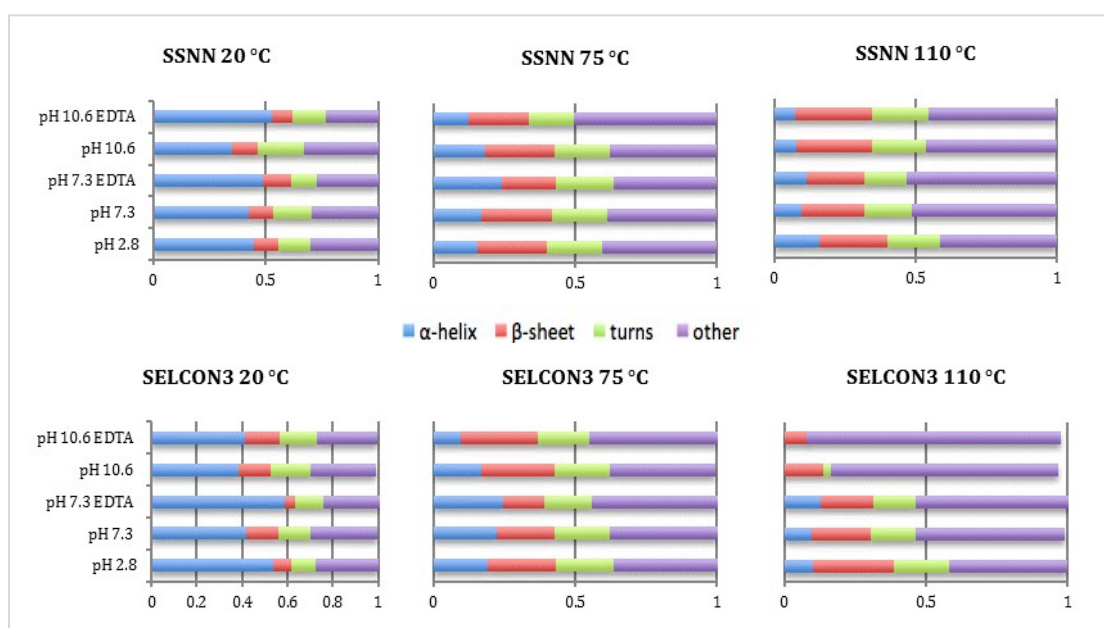 SSNN 20 °C
SSNN 75 °C
SSNN 110 °C
pH 10.6 EDTA
pH 10.6
pH 7.3 EDTA
pH 7.3
pH 2.8
0 0.5 1
0 0.5 1
0 0.5 1
α-helix β-sheet turns other
SELCON3 20 °C
SELCON3 75 °C
SELCON3 110 °C
pH 10.6 EDTA
pH 10.6
pH 7.3 EDTA
pH 7.3
pH 2.8
0 0.2 0.4 0.6 0.8 1
0 0.5 1
0 0.5 1